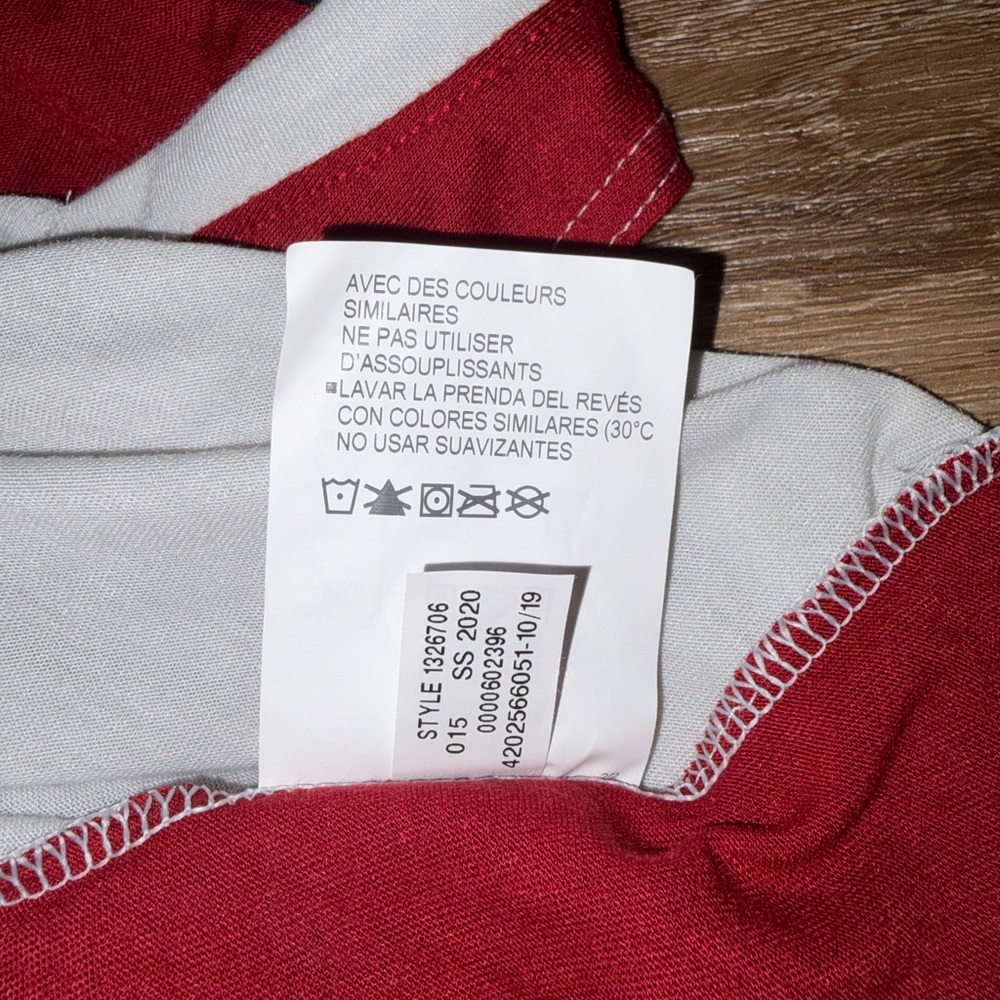 AVEC DES COULEURS
SIMILAIRES
NE PAS UTILISER
D'ASSOUPLISSANTS
LAVAR LA PRENDA DEL REVÉS
CON COLORES SIMILARES (30°C
NO USAR SUAVIZANTES
STYLE 1326706
015 SS 2020
0000602396
4202566051-10/19